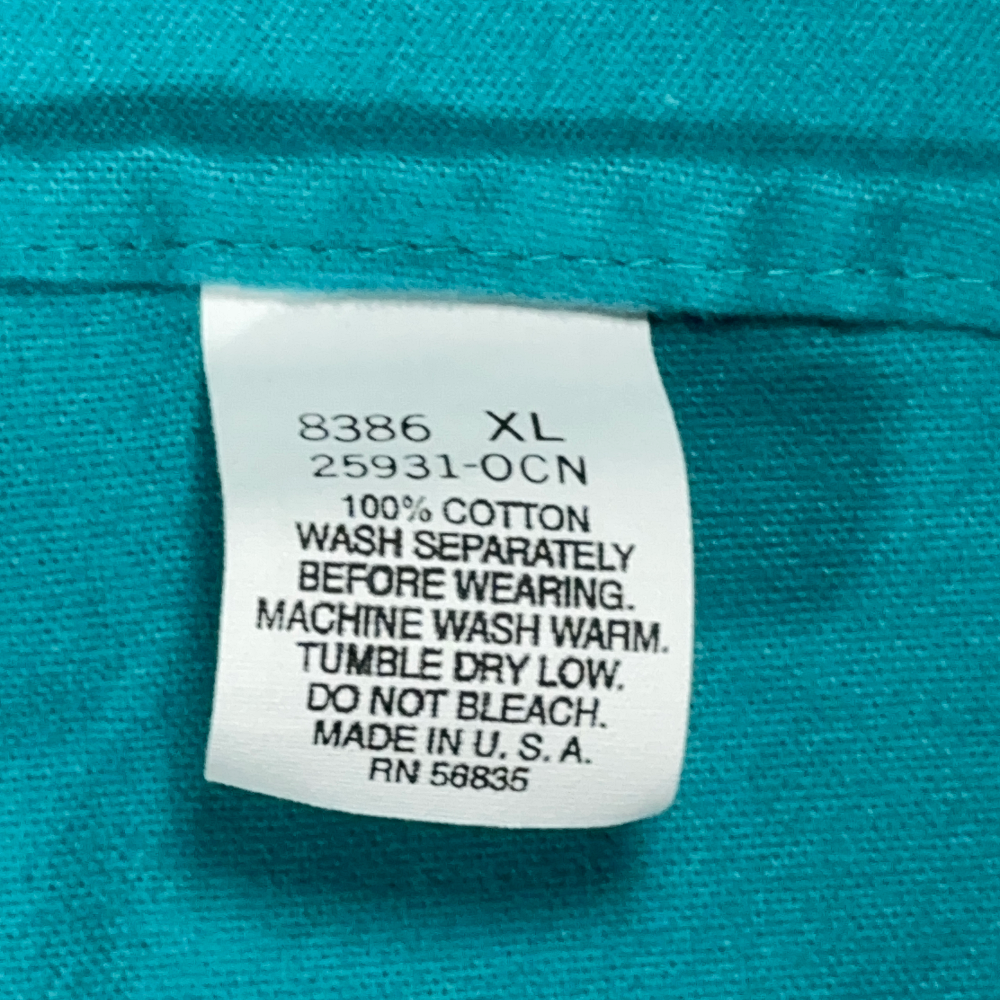 8386 XL
25931-OCN
100% COTTON
WASH SEPARATELY
BEFORE WEARING.
MACHINE WASH WARM.
TUMBLE DRY LOW.
DO NOT BLEACH.
MADE IN U. S. A.
RN 56835